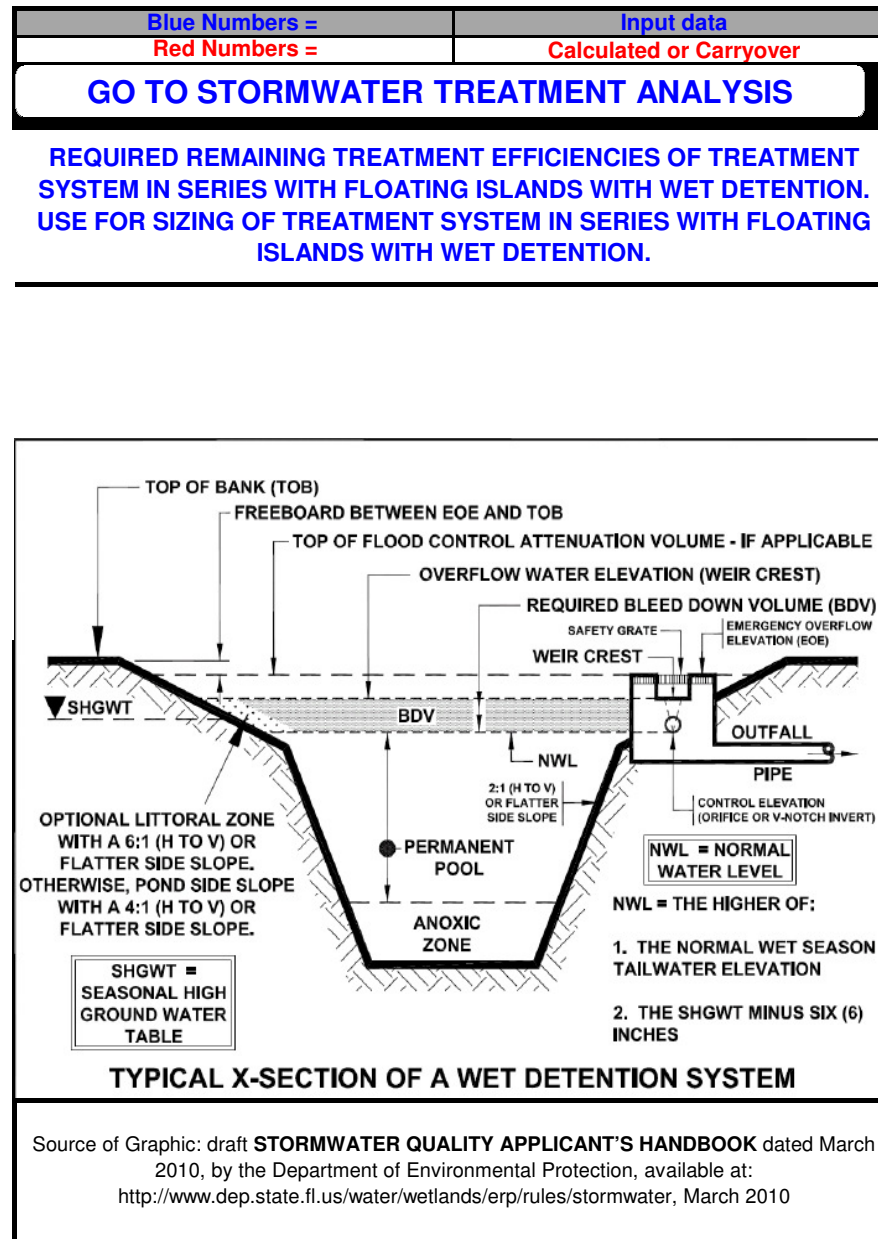 Blue Numbers = Input data
Red Numbers = Calculated or Carryover
GO TO STORMWATER TREATMENT ANALYSIS
REQUIRED REMAINING TREATMENT EFFICIENCIES OF TREATMENT
SYSTEM IN SERIES WITH FLOATING ISLANDS WITH WET DETENTION.
USE FOR SIZING OF TREATMENT SYSTEM IN SERIES WITH FLOATING
ISLANDS WITH WET DETENTION.
TOP OF BANK (TOB)
FREEBOARD BETWEEN EOE AND TOB
TOP OF FLOOD CONTROL ATTENUATION VOLUME - IF APPLICABLE
OVERFLOW WATER ELEVATION (WEIR CREST)
REQUIRED BLEED DOWN VOLUME (BDV)
SAFETY GRATE
EMERGENCY OVERFLOW
ELEVATION (EOE)
WEIR CREST
SHGWT
BDV
OUTFALL
PIPE
NWL
2:1 (H TO V)
OR FLATTER
SIDE SLOPE
CONTROL ELEVATION
(ORIFICE OR V-NOTCH INVERT)
OPTIONAL LITTORAL ZONE
WITH A 6:1 (H TO V) OR
FLATTER SIDE SLOPE.
OTHERWISE, POND SIDE SLOPE
WITH A 4:1 (H TO V) OR
FLATTER SIDE SLOPE.
PERMANENT
POOL
NWL = NORMAL
WATER LEVEL
ANOXIC
ZONE
NWL = THE HIGHER OF:
1. THE NORMAL WET SEASON
TAILWATER ELEVATION
2. THE SHGWT MINUS SIX (6)
INCHES
SHGWT =
SEASONAL HIGH
GROUND WATER
TABLE
TYPICAL X-SECTION OF A WET DETENTION SYSTEM
Source of Graphic: draft STORMWATER QUALITY APPLICANT'S HANDBOOK dated March
2010, by the Department of Environmental Protection, available at:
http://www.dep.state.fl.us/water/wetlands/erp/rules/stormwater, March 2010